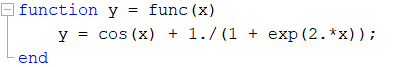 function y = func(x)
    y = cos(x) + 1./(1 + exp(2.*x));
end